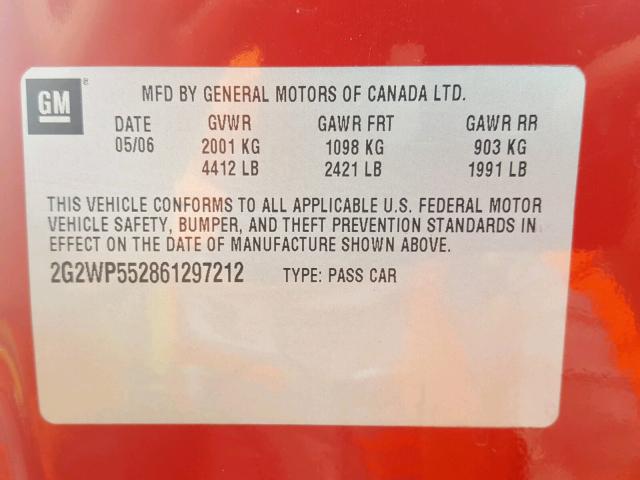 GM®
MFD BY GENERAL MOTORS OF CANADA LTD.
DATE GVWR GAWR FRT GAWR RR
05/06 2001 KG 1098 KG 903 KG
4412 LB 2421 LB 1991 LB
THIS VEHICLE CONFORMS TO ALL APPLICABLE U.S. FEDERAL MOTOR
VEHICLE SAFETY, BUMPER, AND THEFT PREVENTION STANDARDS IN
EFFECT ON THE DATE OF MANUFACTURE SHOWN ABOVE.
2G2WP552861297212 TYPE: PASS CAR